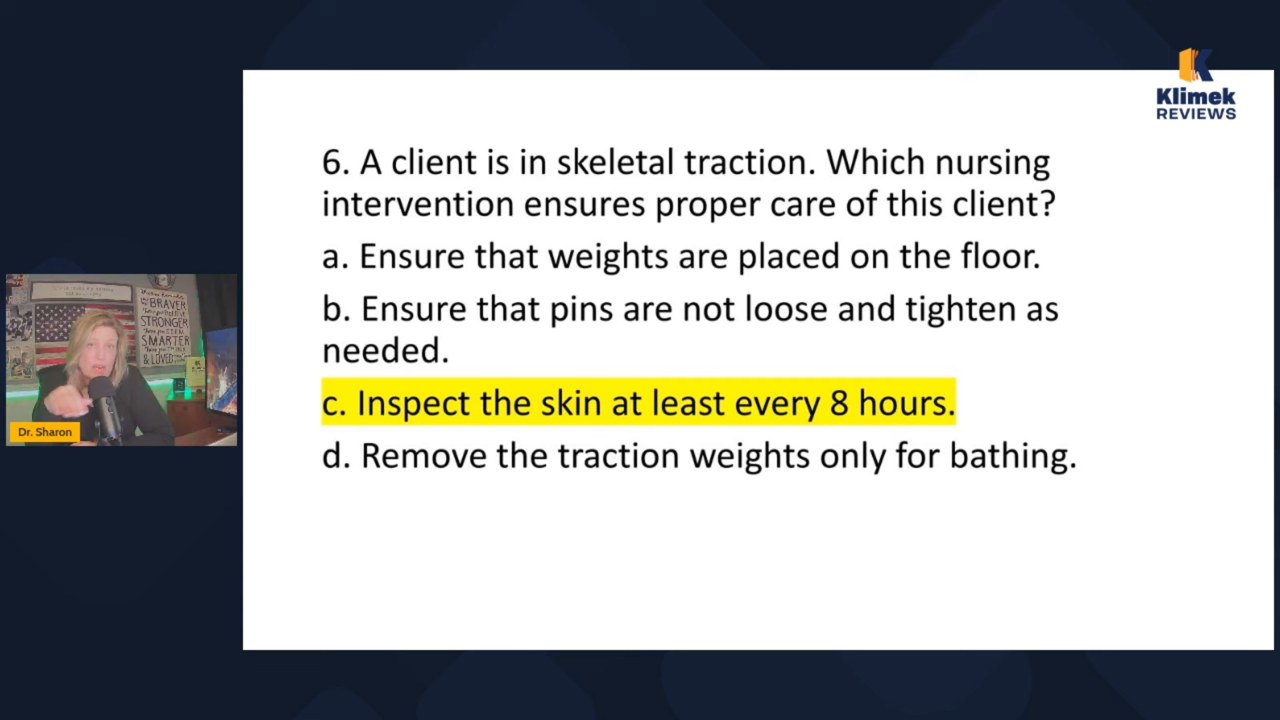 Klimek
REVIEWS
6. A client is in skeletal traction. Which nursing
intervention ensures proper care of this client?
a. Ensure that weights are placed on the floor.
b. Ensure that pins are not loose and tighten as
needed.
c. Inspect the skin at least every 8 hours.
d. Remove the traction weights only for bathing.
BRAVER
STRONGER
SMARTER
& LOVED
Dr. Sharon